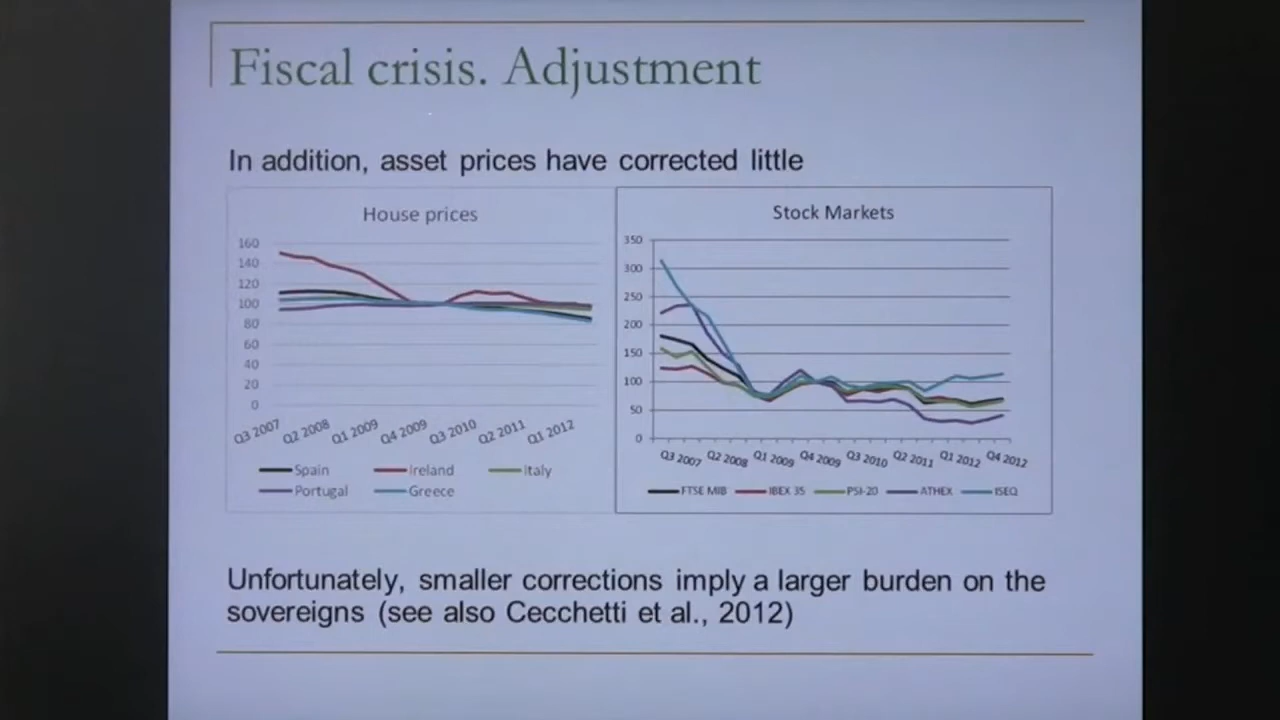 Fiscal crisis. Adjustment
In addition, asset prices have corrected little
House prices
160
140
120
100
80
60
40
20
0
Q3 2007 Q2 2008 Q1 2009 Q4 2009 Q3 2010 Q2 2011 Q1 2012
Spain Ireland Italy
Portugal Greece
Stock Markets
350
300
250
200
150
100
50
0
Q3 2007 Q2 2008 Q1 2009 Q4 2009 Q3 2010 Q2 2011 Q1 2012 Q4 2012
FTSE MIB IBEX 35 PSI-20 ATHEX ISEQ
Unfortunately, smaller corrections imply a larger burden on the
sovereigns (see also Cecchetti et al., 2012)